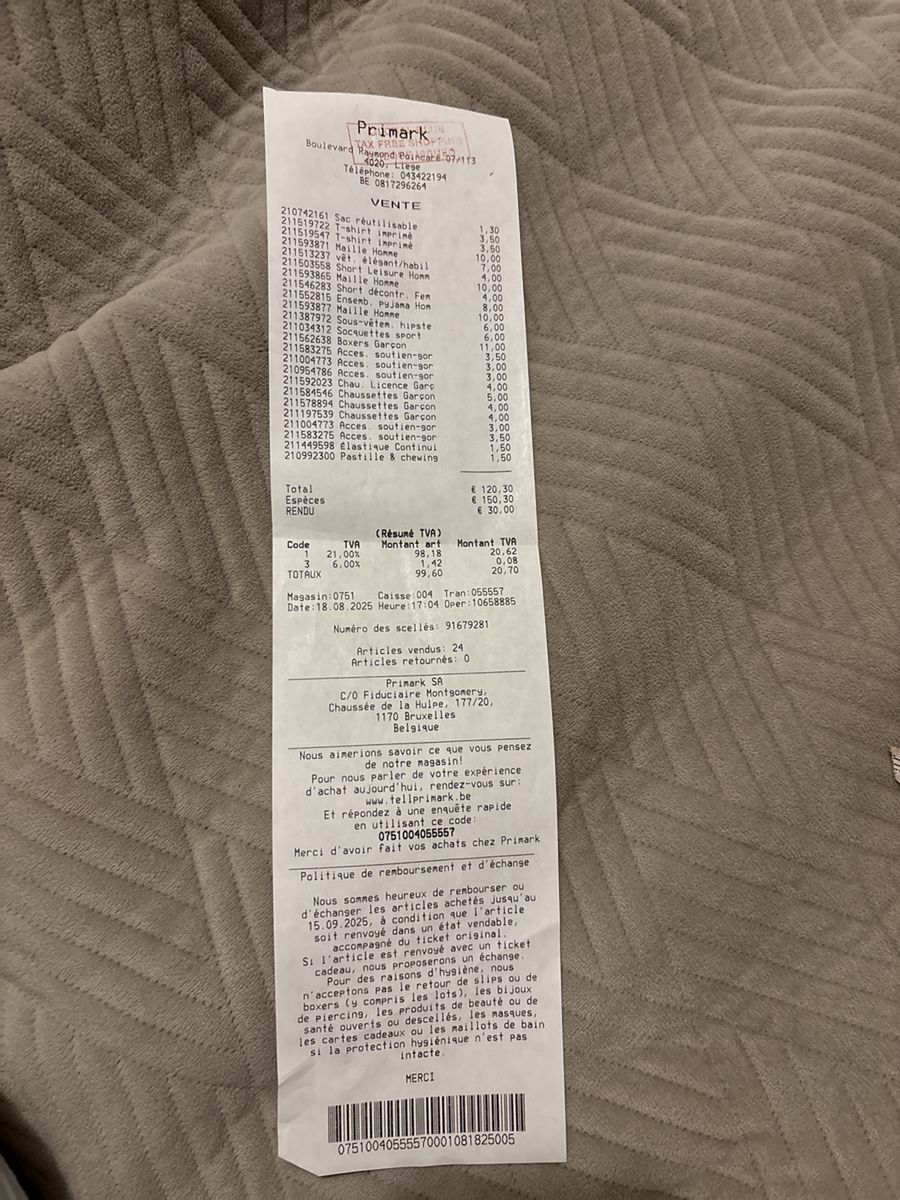 Primark
TAX FREE SHOPPING
Boulevard Raymond Poincaré 07/113
4020, Liege
Téléphone: 043422194
BE 0817296264
VENTE
210742161 Sac réutilisable 1,30
211519722 T-shirt imprimé 3,50
211519547 T-shirt imprimé 3,50
211593871 Maille Homme 10,00
211513237 vêt. élégant/habil 7,00
211503558 Short Leisure Homm 4,00
211593865 Maille Homme 10,00
211546283 Short décontr. Fem 4,00
211552815 Ensemb. pyjama Hom 8,00
211593877 Maille Homme 10,00
211387972 Sous-vêtem. hipste 6,00
211034312 Socquettes sport 6,00
211562638 Boxers Garçon 11,00
211583275 Acces. soutien-gor 3,50
211004773 Acces. soutien-gor 3,00
210954786 Acces. soutien-gor 3,00
211592023 Chau. Licence Garç 4,00
211584546 Chaussettes Garçon 5,00
211578894 Chaussettes Garçon 4,00
211197539 Chaussettes Garçon 4,00
211004773 Acces. soutien-gor 3,00
211583275 Acces. soutien-gor 3,50
211449598 Élastique Continui 1,50
210992300 Pastille & chewing 1,50
Total € 120,30
Espèces € 150,30
RENDU € 30,00
(Résumé TVA)
Code TVA Montant art Montant TVA
1 21,00% 98,18 20,62
3 6,00% 1,42 0,08
TOTAUX 99,60 20,70
Magasin:0751 Caisse:004 Tran:055557
Date:18.08.2025 Heure:17:04 Oper:10658885
Numéro des scellés: 91679281
Articles vendus: 24
Articles retournés: 0
Primark SA
C/O Fiduciaire Montgomery,
Chaussée de la Hulpe, 177/20,
1170 Bruxelles
Belgique
Nous aimerions savoir ce que vous pensez
de notre magasin!
Pour nous parler de votre expérience
d'achat aujourd'hui, rendez-vous sur:
www.tellprimark.be
Et répondez à une enquête rapide
en utilisant ce code:
0751004055557
Merci d'avoir fait vos achats chez Primark
Politique de remboursement et d'échange
Nous sommes heureux de rembourser ou
d'échanger les articles achetés jusqu'au
15.09.2025, à condition que l'article
soit renvoyé dans un état vendable,
accompagné du ticket original.
Si l'article est renvoyé avec un ticket
cadeau, nous proposerons un échange.
Pour des raisons d'hygiène, nous
n'acceptons pas le retour de slips ou de
boxers (y compris les lots), les bijoux
de piercing, les produits de beauté ou de
santé ouverts ou descellés, les masques,
les cartes cadeaux ou les maillots de bain
si la protection hygiénique n'est pas
intacte.
MERCI
07510040555570001081825005